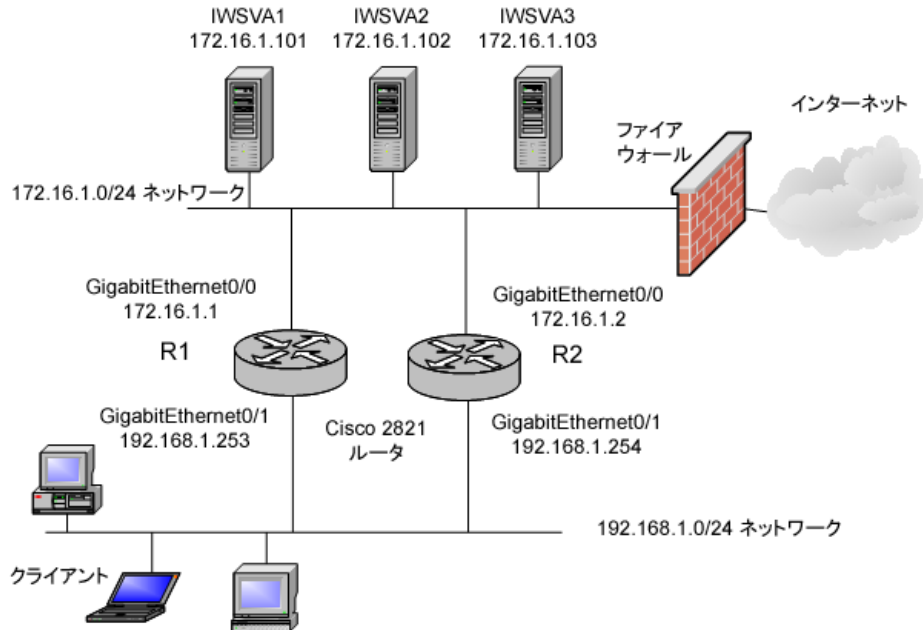 IWSVA1
172.16.1.101
IWSVA2
172.16.1.102
IWSVA3
172.16.1.103
インターネット
ファイア
ウォール
172.16.1.0/24 ネットワーク
GigabitEthernet0/0
172.16.1.1
GigabitEthernet0/0
172.16.1.2
R1
R2
GigabitEthernet0/1
192.168.1.253
Cisco 2821
ルータ
GigabitEthernet0/1
192.168.1.254
192.168.1.0/24 ネットワーク
クライアント